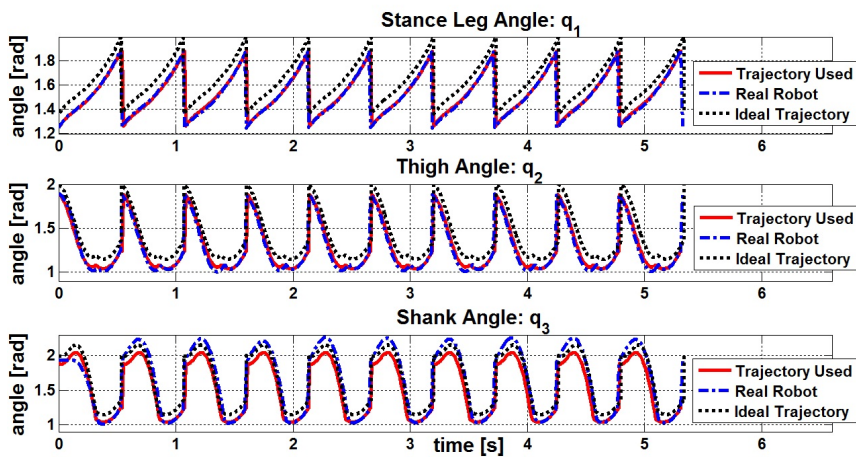 Stance Leg Angle: q1
angle [rad]
1.8
1.6
1.4
1.2
Trajectory Used
Real Robot
Ideal Trajectory
0 1 2 3 4 5 6
Thigh Angle: q2
angle [rad]
2
1.5
1
Trajectory Used
Real Robot
Ideal Trajectory
0 1 2 3 4 5 6
Shank Angle: q3
angle [rad]
2
1.5
1
Trajectory Used
Real Robot
Ideal Trajectory
0 1 2 3 4 5 6
time [s]